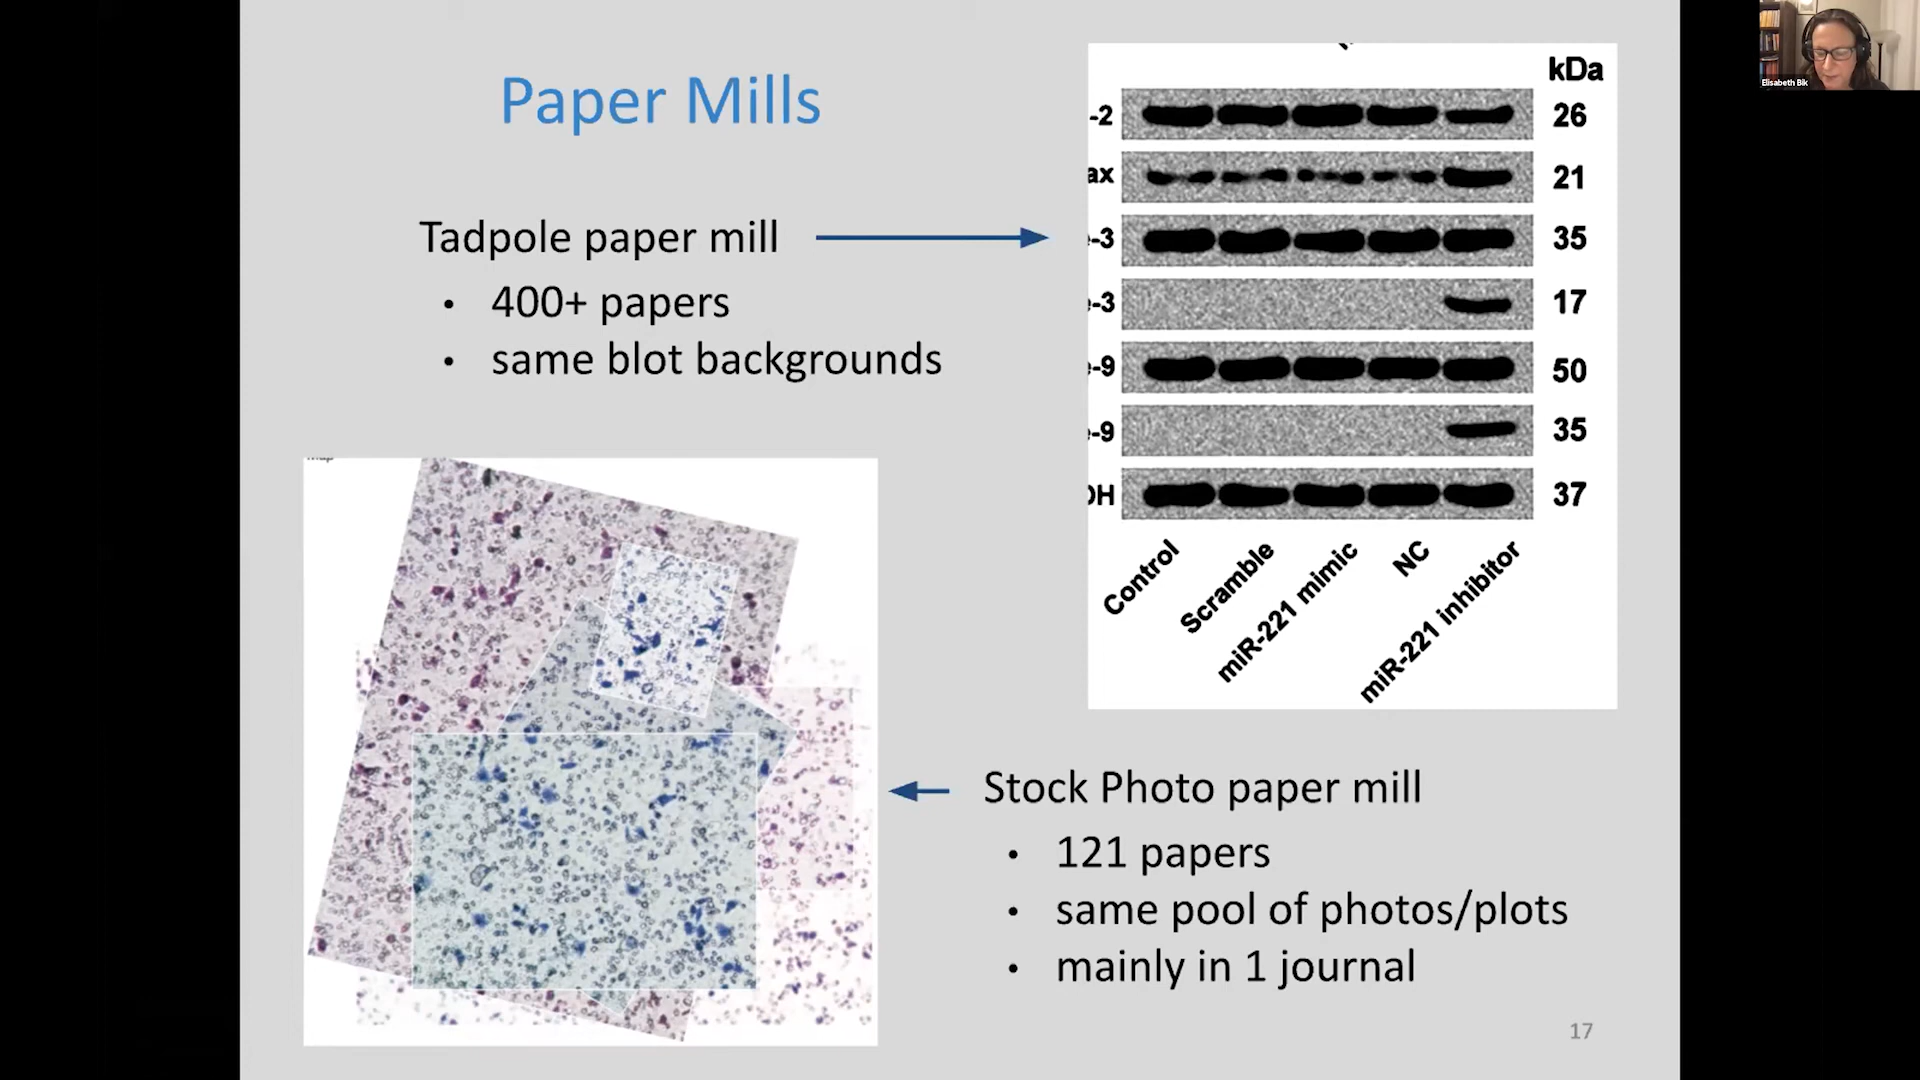 Paper Mills
Tadpole paper mill
• 400+ papers
• same blot backgrounds
kDa
-2 26
ax 21
-3 35
-3 17
-9 50
-9 35
DH 37
Control
Scramble
miR-221 mimic
NC
miR-221 inhibitor
Stock Photo paper mill
• 121 papers
• same pool of photos/plots
• mainly in 1 journal
17
Elisabeth Bik